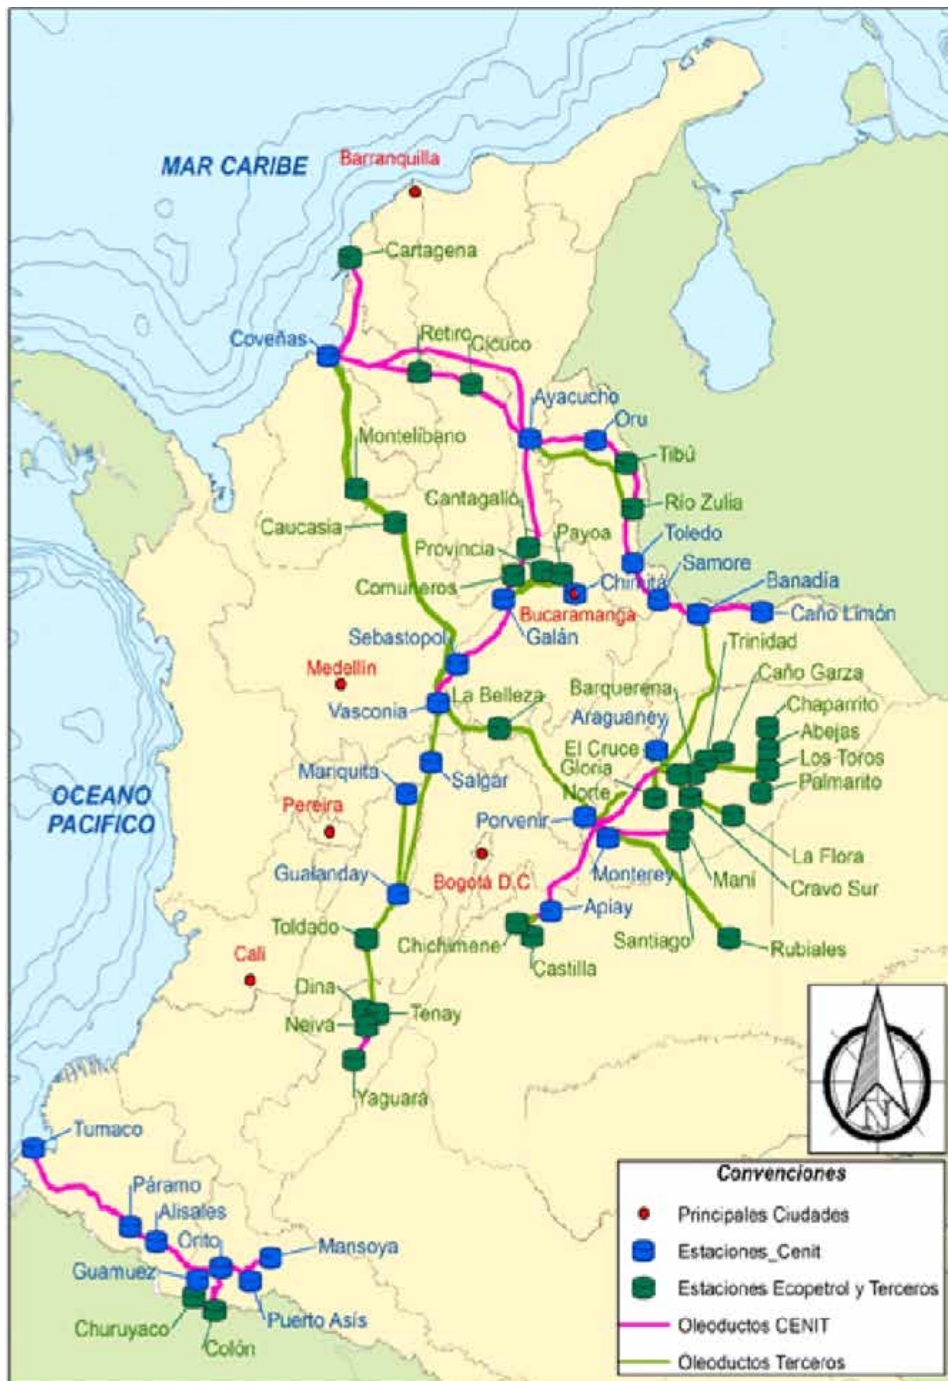 MAR CARIBE
Barranquilla
Cartagena
Coveñas
Retiro
Cicuco
Ayacucho
Oru
Montelíbano
Tibú
Cantagallo
Río Zulia
Caucasia
Payoa
Toledo
Provincia
Samore
Comuneros
Chimitá
Banadía
Bucaramanga
Caño Limón
Galán
Sebastopol
Trinidad
Medellín
Barquereña
Caño Garza
La Belleza
Vasconia
Araguaney
Chaparrito
Abejas
El Cruce
Los Toros
Gloria
Norte
Salgar
Mariquita
Palmarito
OCEANO
PACIFICO
Pereira
Porvenir
La Flora
Gualanday
Bogotá D.C
Monterey
Maní
Cravo Sur
Apiay
Toldado
Chichimene
Santiago
Rubiales
Castilla
Cali
Dina
Tenay
Neiva
Yaguará
N
Tumaco
Páramo
Alisales
Orito
Mansoya
Guamuez
Puerto Asís
Churuyaco
Colón
Convenciones
Principales Ciudades
Estaciones_Cenit
Estaciones Ecopetrol y Terceros
Oleoductos CENIT
Oleoductos Terceros